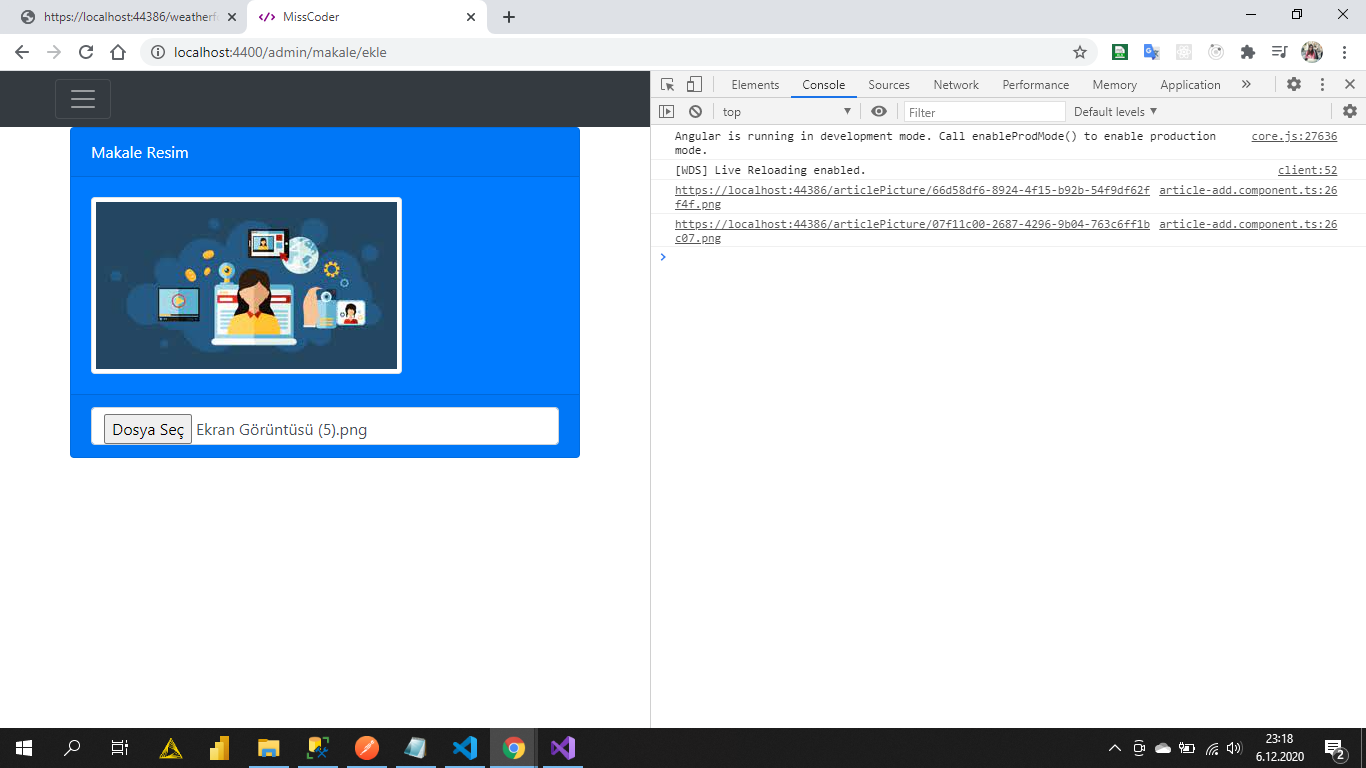 https://localhost:44386/weatherf
MissCoder
localhost:4400/admin/makale/ekle
Elements Console Sources Network Performance Memory Application
top Filter Default levels
Makale Resim
Dosya Seç Ekran Görüntüsü (5).png
Angular is running in development mode. Call enableProdMode() to enable production core.js:27636
mode.
[WDS] Live Reloading enabled. client:52
https://localhost:44386/articlePicture/66d58df6-8924-4f15-b92b-54f9df62f article-add.component.ts:26
f4f.png
https://localhost:44386/articlePicture/07f11c00-2687-4296-9b04-763c6ff1b article-add.component.ts:26
c07.png
23:18
6.12.2020
2